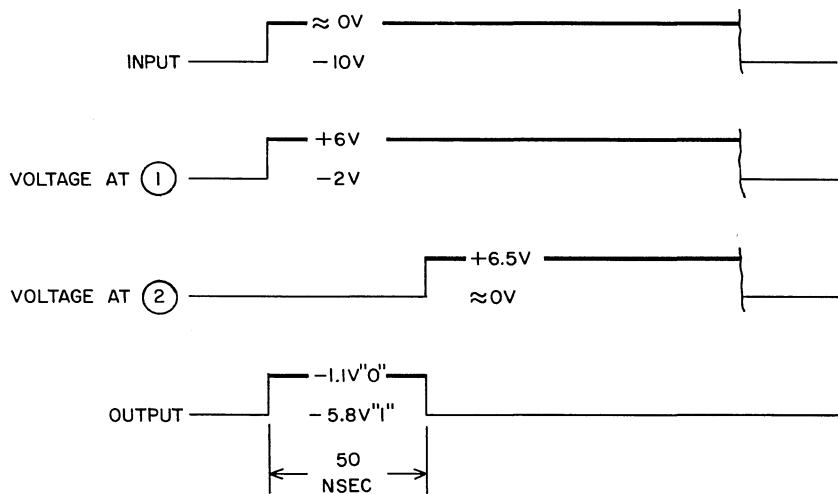 ≈ 0V
INPUT
-10V
+6V
VOLTAGE AT 1
-2V
+6.5V
VOLTAGE AT 2
≈0V
-1.1V"0"
OUTPUT
-5.8V"1"
50
NSEC